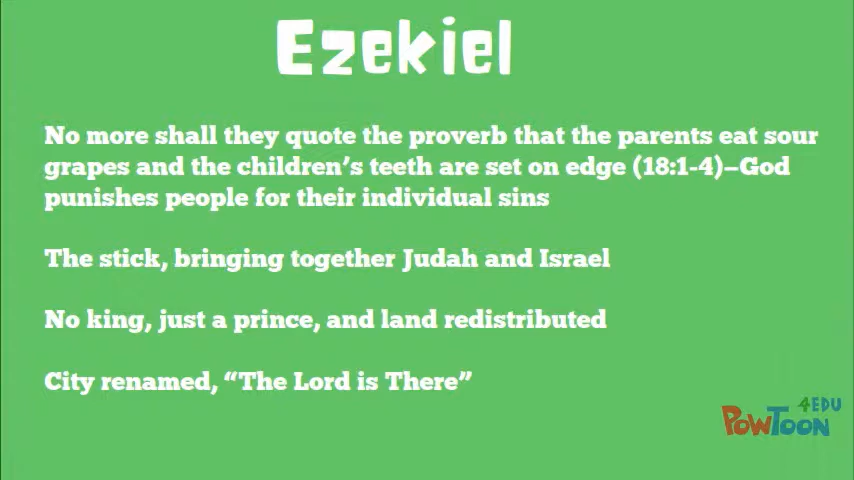 Ezekiel
No more shall they quote the proverb that the parents eat sour
grapes and the children’s teeth are set on edge (18:1-4)–God
punishes people for their individual sins
The stick, bringing together Judah and Israel
No king, just a prince, and land redistributed
City renamed, “The Lord is There”
4EDU
PowToon